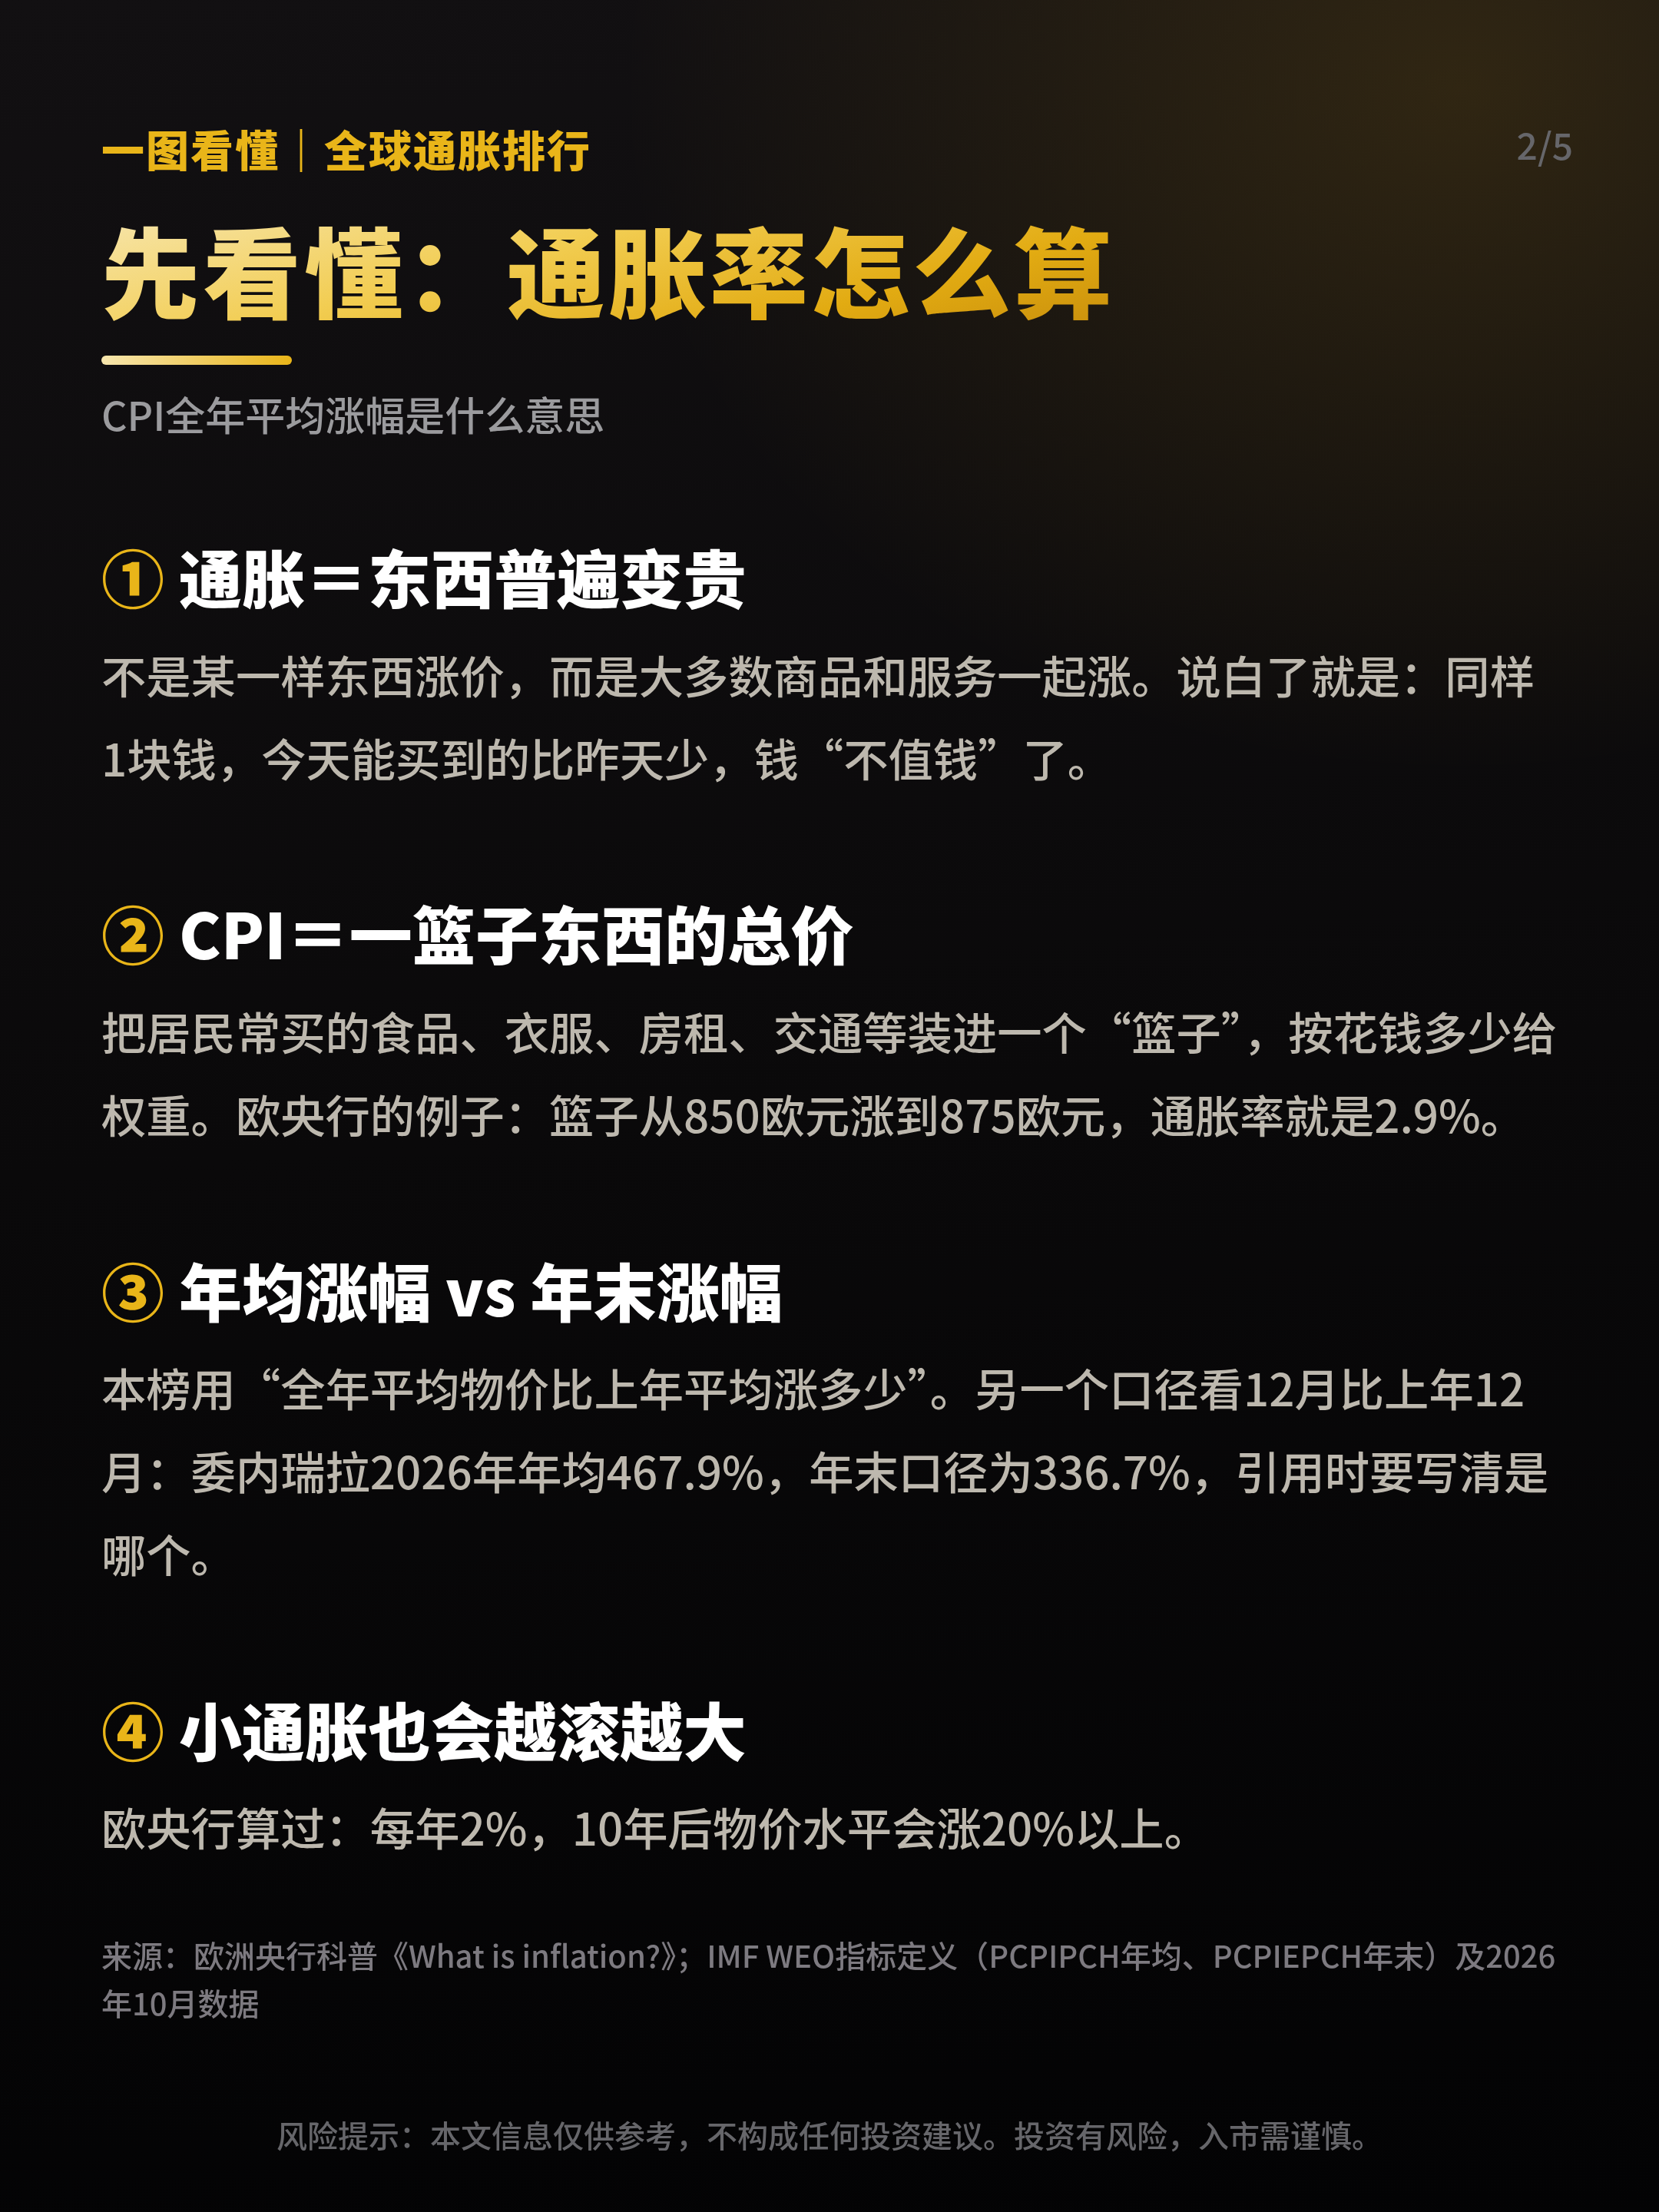 一图看懂｜全球通胀排行
2/5
先看懂：通胀率怎么算
CPI全年平均涨幅是什么意思
① 通胀＝东西普遍变贵
不是某一样东西涨价，而是大多数商品和服务一起涨。说白了就是：同样
1块钱，今天能买到的比昨天少，钱“不值钱”了。
② CPI＝一篮子东西的总价
把居民常买的食品、衣服、房租、交通等装进一个“篮子”，按花钱多少给
权重。欧央行的例子：篮子从850欧元涨到875欧元，通胀率就是2.9%。
③ 年均涨幅 vs 年末涨幅
本榜用“全年平均物价比上年平均涨多少”。另一个口径看12月比上年12
月：委内瑞拉2026年年均467.9%，年末口径为336.7%，引用时要写清是
哪个。
④ 小通胀也会越滚越大
欧央行算过：每年2%，10年后物价水平会涨20%以上。
来源：欧洲央行科普《What is inflation?》；IMF WEO指标定义（PCPIPCH年均、PCPIEPCH年末）及2026
年10月数据
风险提示：本文信息仅供参考，不构成任何投资建议。投资有风险，入市需谨慎。